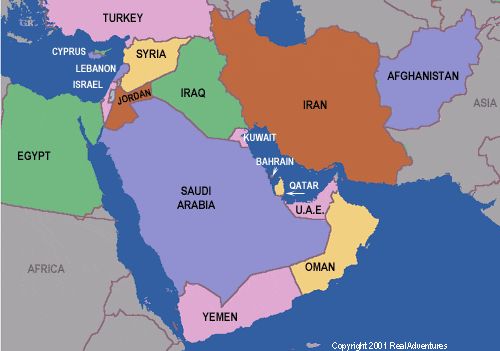 TURKEY
CYPRUS
SYRIA
LEBANON
ISRAEL
JORDAN
IRAQ
IRAN
AFGHANISTAN
ASIA
KUWAIT
BAHRAIN
EGYPT
QATAR
SAUDI
ARABIA
U.A.E.
OMAN
AFRICA
YEMEN
Copyright 2001 RealAdventures